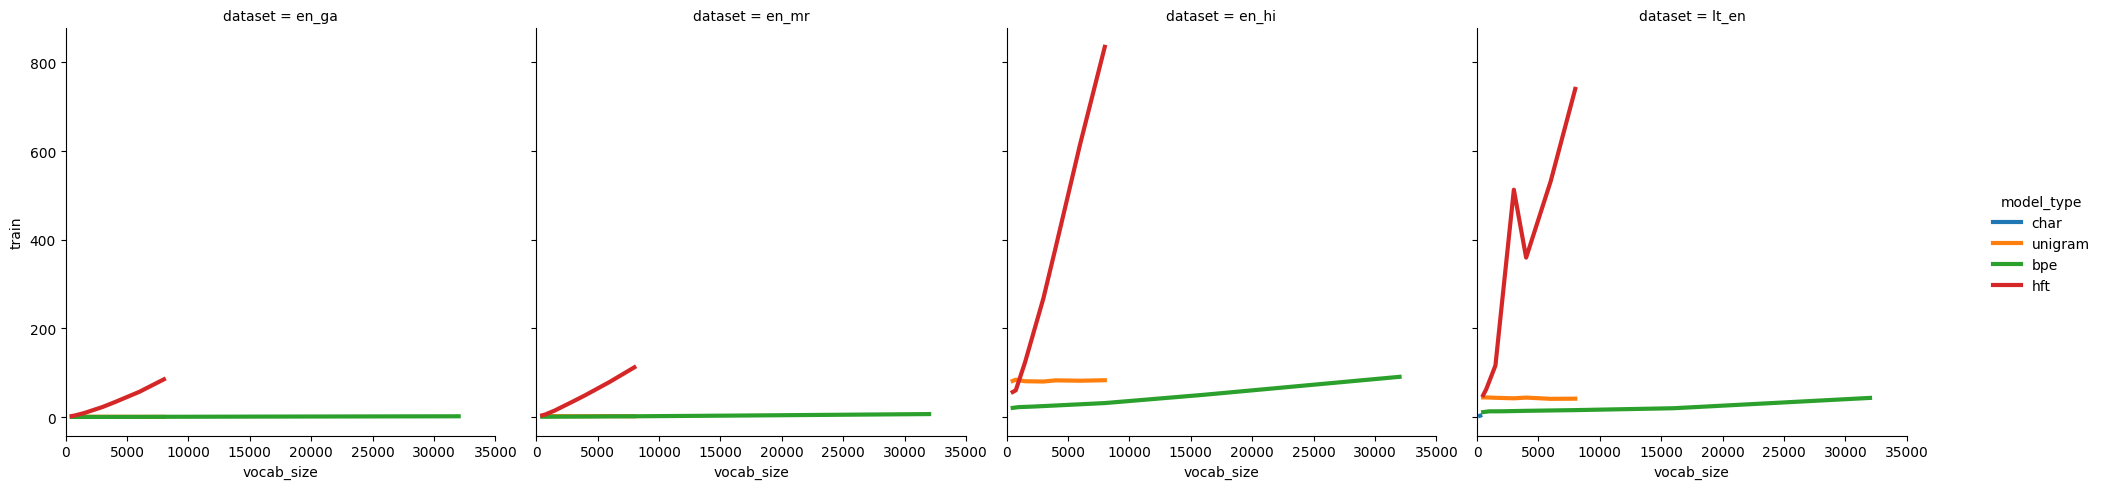 dataset = en_ga
dataset = en_mr
dataset = en_hi
dataset = lt_en
800
600
400
200
0
train
0 5000 10000 15000 20000 25000 30000 35000
0 5000 10000 15000 20000 25000 30000 35000
0 5000 10000 15000 20000 25000 30000 35000
0 5000 10000 15000 20000 25000 30000 35000
vocab_size
vocab_size
vocab_size
vocab_size
model_type
char
unigram
bpe
hft